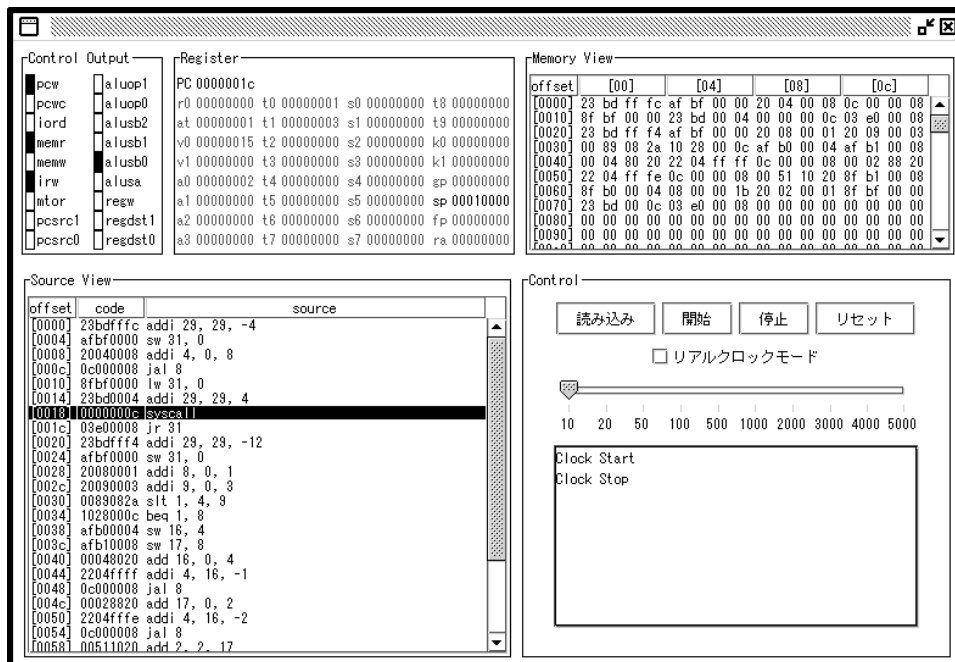 Control Output
pcw aluop1
pcwc aluop0
iord alusb2
memr alusb1
memw alusb0
irw alusa
mtor regw
pcsrc1 regdst1
pcsrc0 regdst0
Register
PC 0000001c
r0 00000000 t0 00000001 s0 00000000 t8 00000000
at 00000001 t1 00000003 s1 00000000 t9 00000000
v0 00000015 t2 00000000 s2 00000000 k0 00000000
v1 00000000 t3 00000000 s3 00000000 k1 00000000
a0 00000002 t4 00000000 s4 00000000 gp 00000000
a1 00000000 t5 00000000 s5 00000000 sp 00010000
a2 00000000 t6 00000000 s6 00000000 fp 00000000
a3 00000000 t7 00000000 s7 00000000 ra 00000000
Memory View
offset [00] [04] [08] [0c]
[0000] 23 bd ff fc af bf 00 00 20 04 00 08 0c 00 00 08
[0010] 8f bf 00 00 23 bd 00 04 00 00 00 0c 03 e0 00 08
[0020] 23 bd ff f4 af bf 00 00 20 08 00 01 20 09 00 03
[0030] 00 89 08 2a 10 28 00 0c af b0 00 04 af b1 00 08
[0040] 00 04 80 20 22 04 ff ff 0c 00 00 08 00 02 88 20
[0050] 22 04 ff fe 0c 00 00 08 00 51 10 20 8f b1 00 08
[0060] 8f b0 00 04 08 00 00 1b 20 02 00 01 8f bf 00 00
[0070] 23 bd 00 0c 03 e0 00 08 00 00 00 00 00 00 00 00
[0080] 00 00 00 00 00 00 00 00 00 00 00 00 00 00 00 00
[0090] 00 00 00 00 00 00 00 00 00 00 00 00 00 00 00 00
Source View
offset code source
[0000] 23bdfffc addi 29, 29, -4
[0004] afbf0000 sw 31, 0
[0008] 20040008 addi 4, 0, 8
[000c] 0c000008 jal 8
[0010] 8fbf0000 lw 31, 0
[0014] 23bd0004 addi 29, 29, 4
[0018] 0000000c syscall
[001c] 03e00008 jr 31
[0020] 23bdfff4 addi 29, 29, -12
[0024] afbf0000 sw 31, 0
[0028] 20080001 addi 8, 0, 1
[002c] 20090003 addi 9, 0, 3
[0030] 0089082a slt 1, 4, 9
[0034] 1028000c beq 1, 8
[0038] afb00004 sw 16, 4
[003c] afb10008 sw 17, 8
[0040] 00048020 add 16, 0, 4
[0044] 2204ffff addi 4, 16, -1
[0048] 0c000008 jal 8
[004c] 00028820 add 17, 0, 2
[0050] 2204fffe addi 4, 16, -2
[0054] 0c000008 jal 8
[0058] 00511020 add 2, 2, 17
Control
読み込み 開始 停止 リセット
リアルクロックモード
10 20 50 100 500 1000 2000 3000 4000 5000
Clock Start
Clock Stop